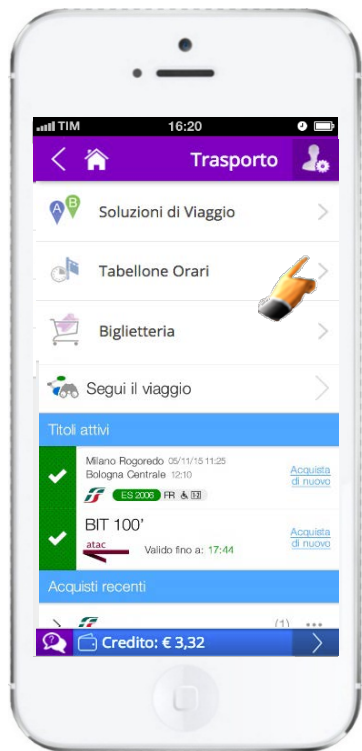 TIM 16:20
Trasporto
A B Soluzioni di Viaggio
Tabellone Orari
Biglietteria
Segui il viaggio
Titoli attivi
Milano Rogoredo 05/11/15 11:25
Bologna Centrale 12:10
Acquista
di nuovo
ES 2006 FR
BIT 100'
Acquista
di nuovo
atac
Valido fino a: 17:44
Acquisti recenti
(1) •••
? Credito: € 3,32